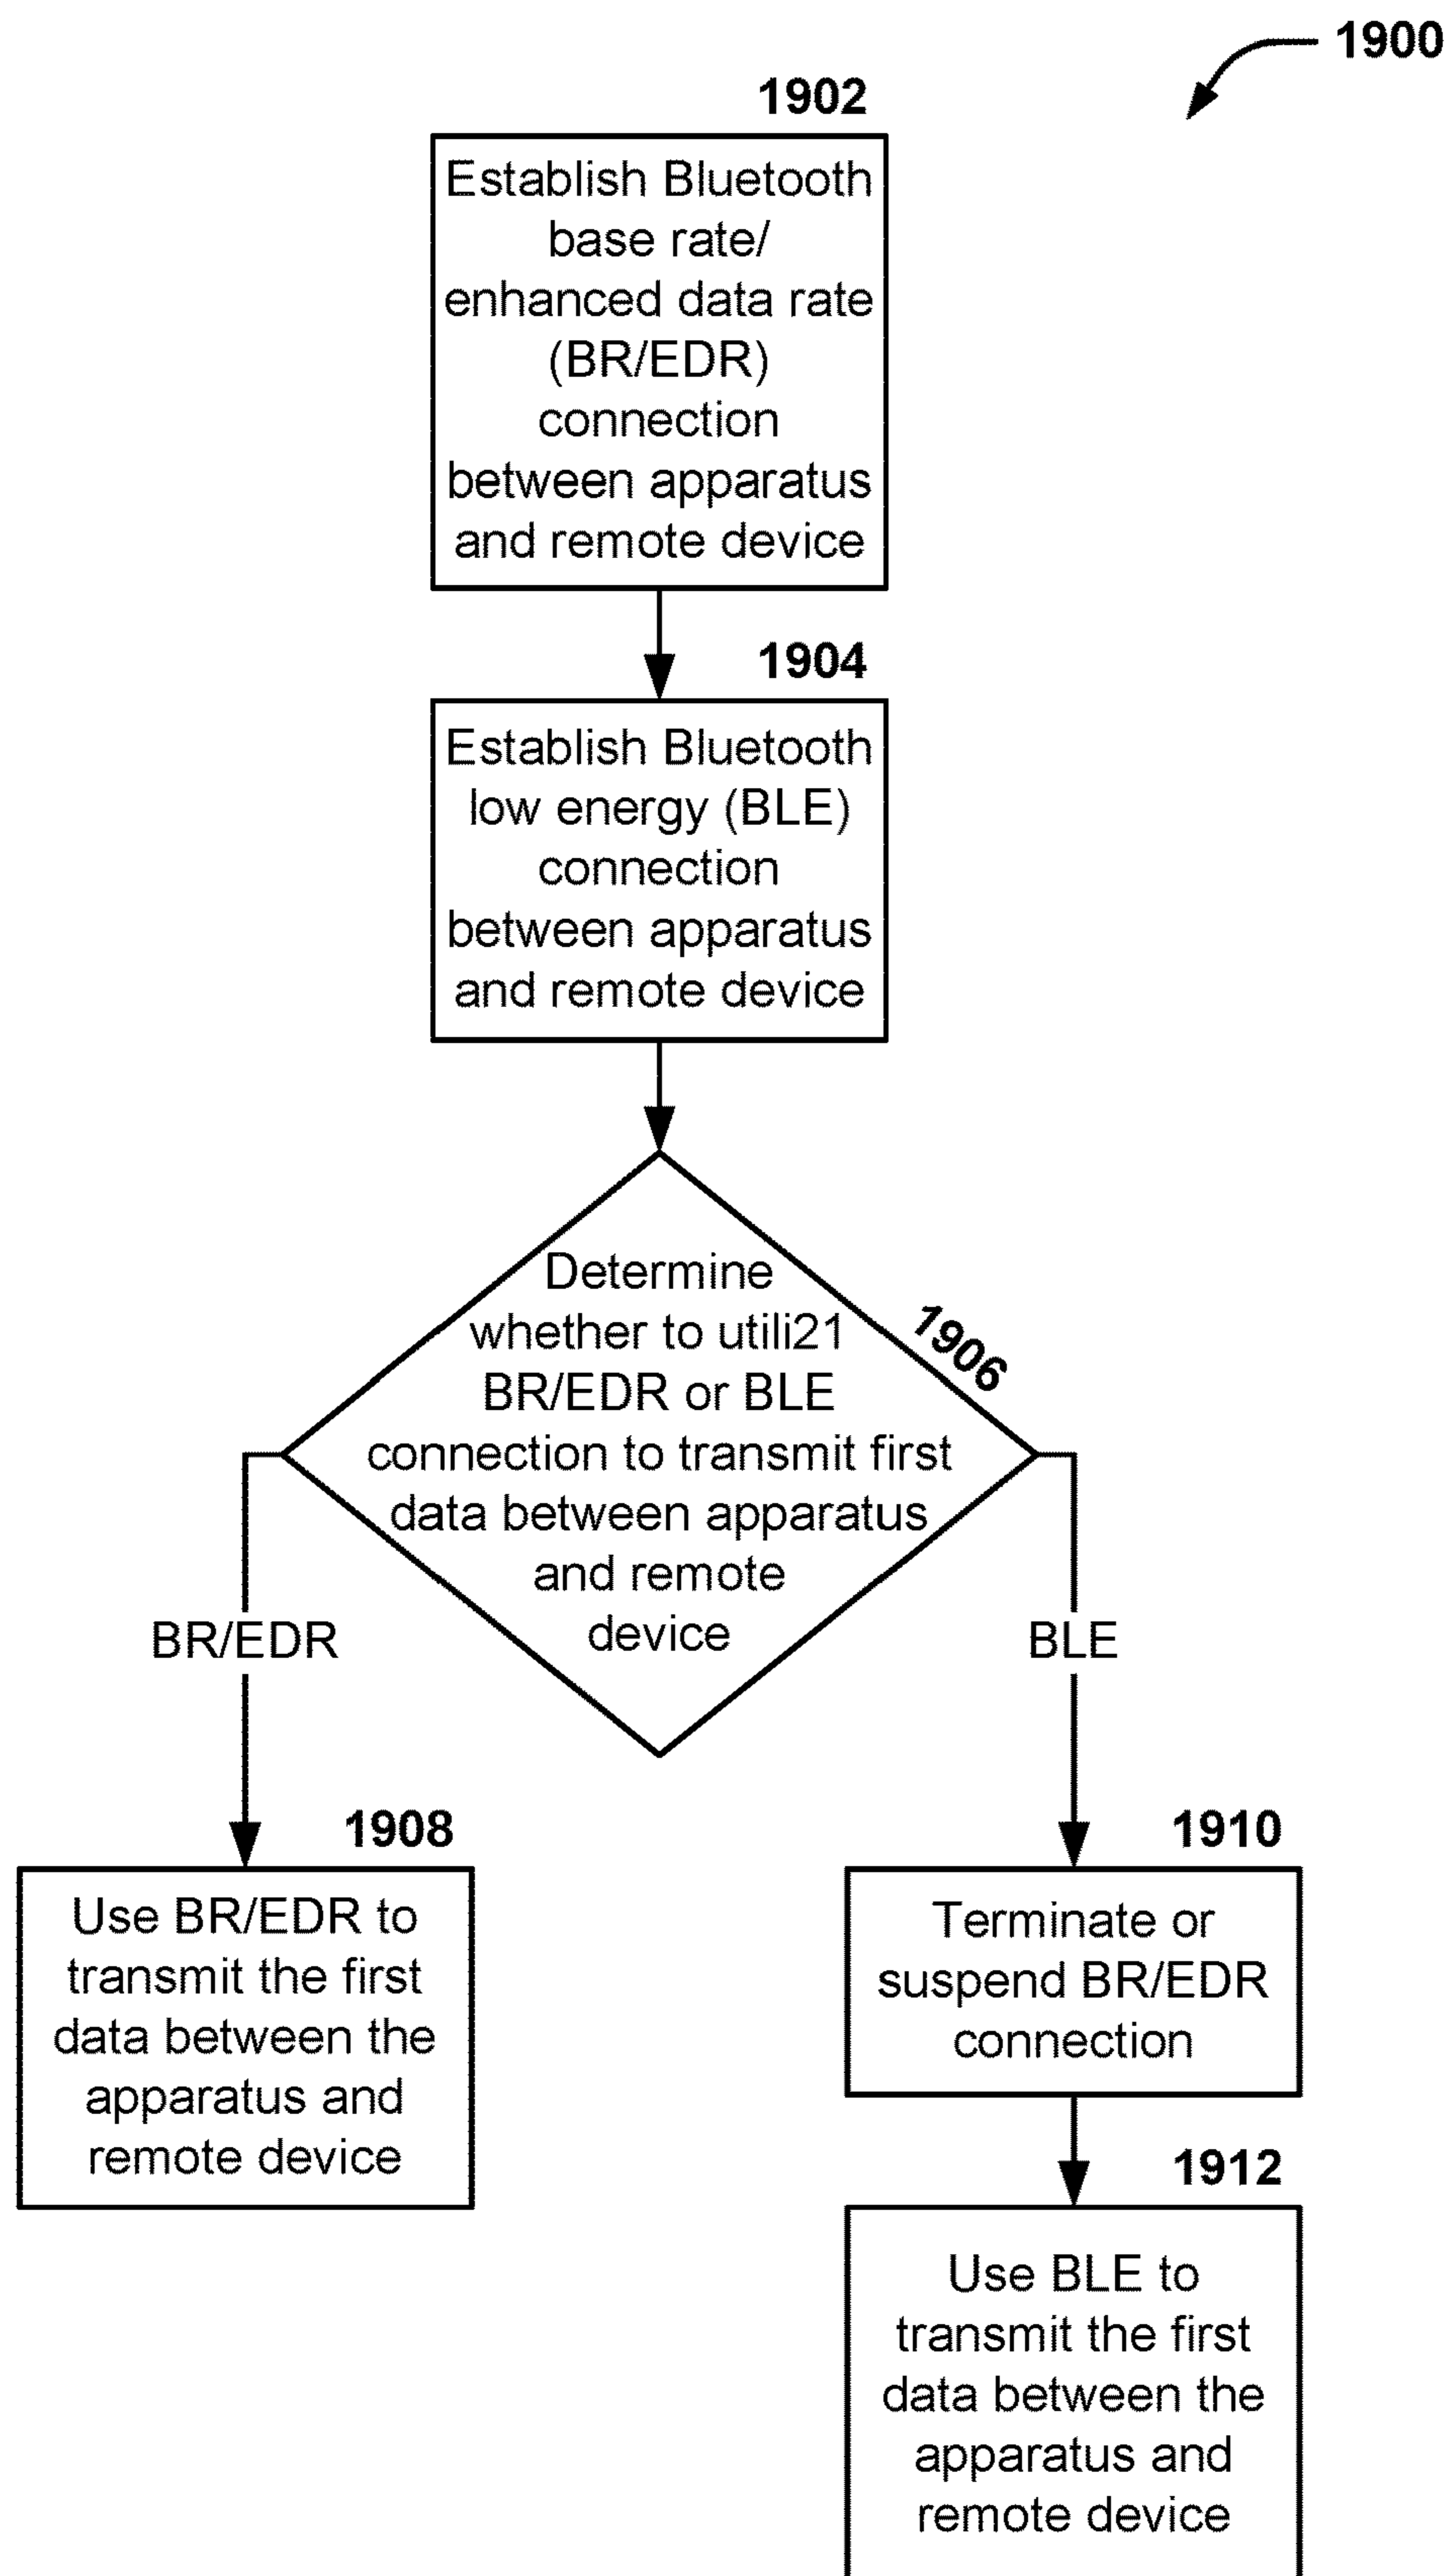 1900
1902
Establish Bluetooth
base rate/
enhanced data rate
(BR/EDR)
connection
between apparatus
and remote device
1904
Establish Bluetooth
low energy (BLE)
connection
between apparatus
and remote device
1906
Determine
whether to utili21
BR/EDR or BLE
connection to transmit first
data between apparatus
and remote
device
BR/EDR
BLE
1908
Use BR/EDR to
transmit the first
data between the
apparatus and
remote device
1910
Terminate or
suspend BR/EDR
connection
1912
Use BLE to
transmit the first
data between the
apparatus and
remote device